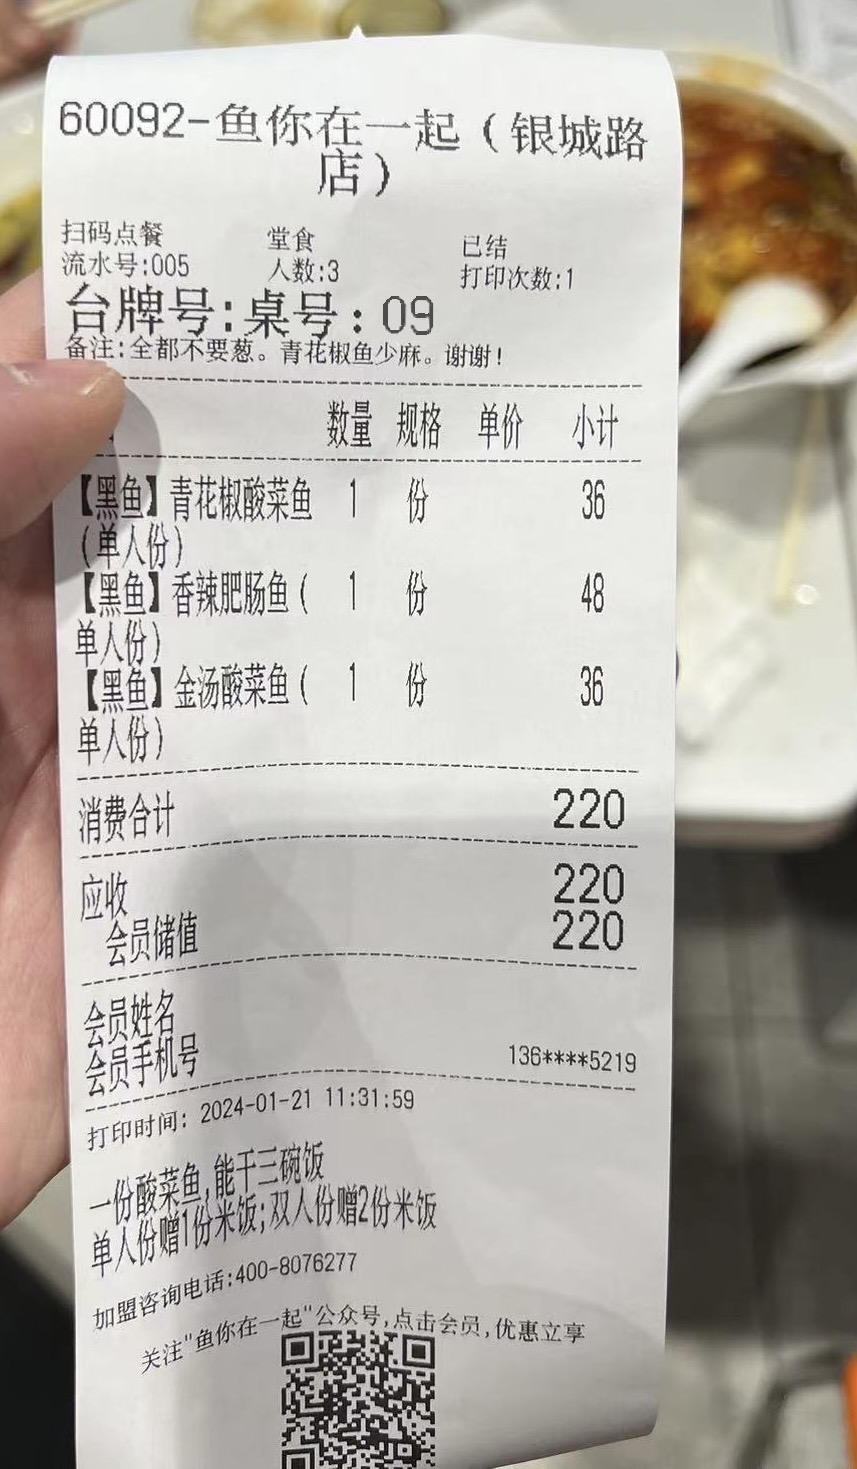 60092-鱼你在一起（银城路
店）
扫码点餐 堂食 已结
流水号:005 人数:3 打印次数:1
台牌号:桌号:09
备注:全都不要葱。青花椒鱼少麻。谢谢!
数量 规格 单价 小计
【黑鱼】青花椒酸菜鱼 1 份 36
(单人份)
【黑鱼】香辣肥肠鱼( 1 份 48
单人份)
【黑鱼】金汤酸菜鱼( 1 份 36
单人份)
消费合计 220
应收 220
会员储值 220
会员姓名
会员手机号 136****5219
打印时间: 2024-01-21 11:31:59
一份酸菜鱼,能干三碗饭
单人份赠1份米饭;双人份赠2份米饭
加盟咨询电话:400-8076277
关注"鱼你在一起"公众号,点击会员,优惠立享